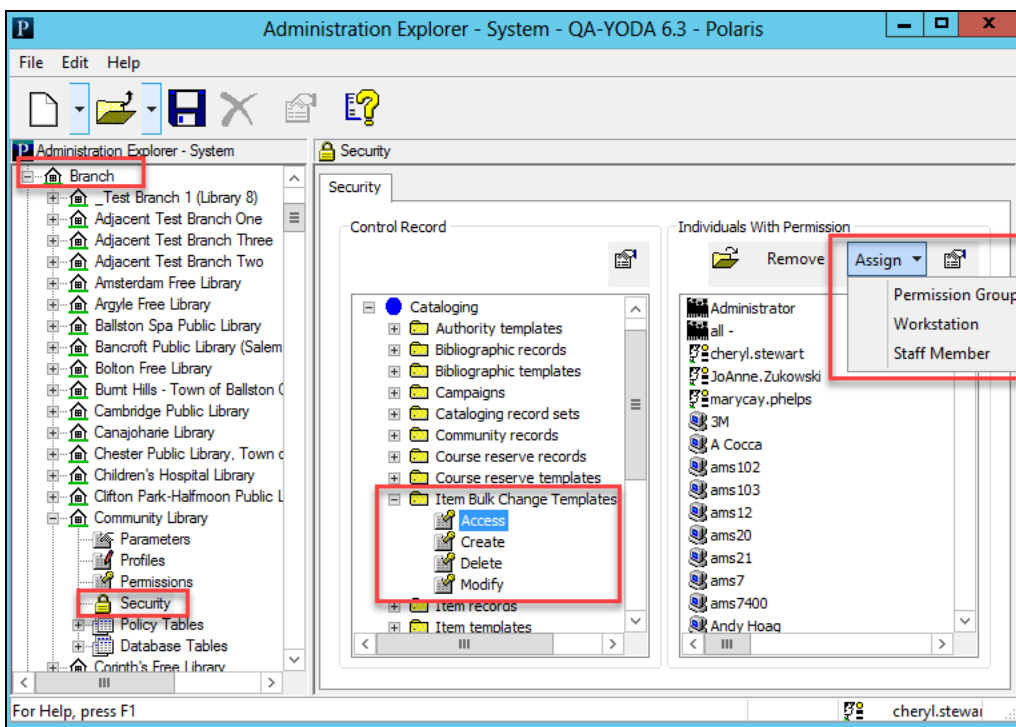 Administration Explorer - System - QA-YODA 6.3 - Polaris
File Edit Help
Administration Explorer - System
Branch
_Test Branch 1 (Library 8)
Adjacent Test Branch One
Adjacent Test Branch Three
Adjacent Test Branch Two
Amsterdam Free Library
Argyle Free Library
Ballston Spa Public Library
Bancroft Public Library (Salem
Bolton Free Library
Burnt Hills - Town of Ballston C
Cambridge Public Library
Canajoharie Library
Chester Public Library, Town o
Children's Hospital Library
Clifton Park-Halfmoon Public L
Community Library
Parameters
Profiles
Permissions
Security
Policy Tables
Database Tables
Corinth's Free Library
Security
Security
Control Record
Cataloging
Authority templates
Bibliographic records
Bibliographic templates
Campaigns
Cataloging record sets
Community records
Course reserve records
Course reserve templates
Item Bulk Change Templates
Access
Create
Delete
Modify
Item records
Item templates
Individuals With Permission
Remove Assign
Permission Group
Workstation
Staff Member
Administrator
all -
cheryl.stewart
JoAnne.Zukowski
marycay.phelps
3M
A Cocca
ams102
ams103
ams12
ams20
ams21
ams7
ams7400
Andy Hoag
For Help, press F1
cheryl.stewar